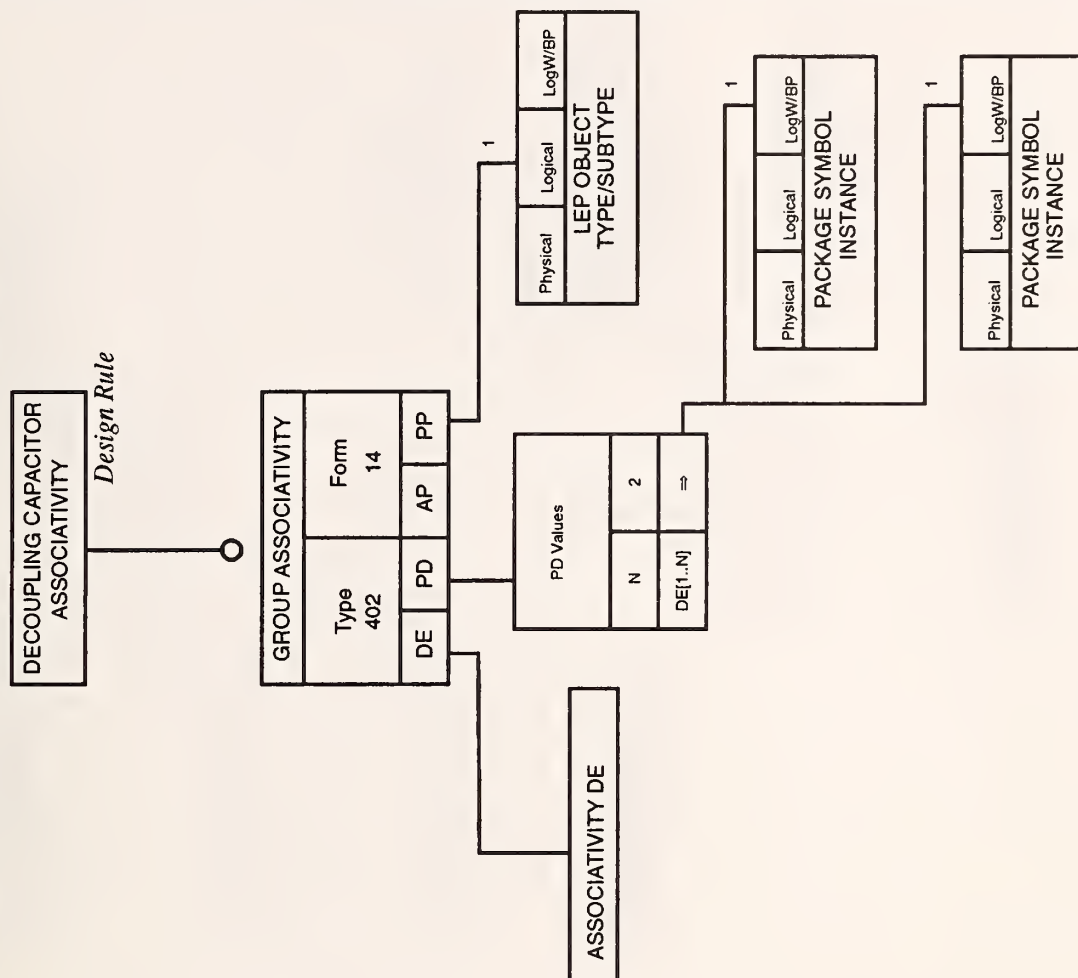 DECOUPLING CAPACITOR
ASSOCIATIVITY
Design Rule
GROUP ASSOCIATIVITY
Type
402
Form
14
DE
PD
AP
PP
ASSOCIATIVITY DE
PD Values
N
2
DE[1..N]
⇒
1
Physical
Logical
LogW/BP
LEP OBJECT
TYPE/SUBTYPE
1
Physical
Logical
LogW/BP
PACKAGE SYMBOL
INSTANCE
1
Physical
Logical
LogW/BP
PACKAGE SYMBOL
INSTANCE